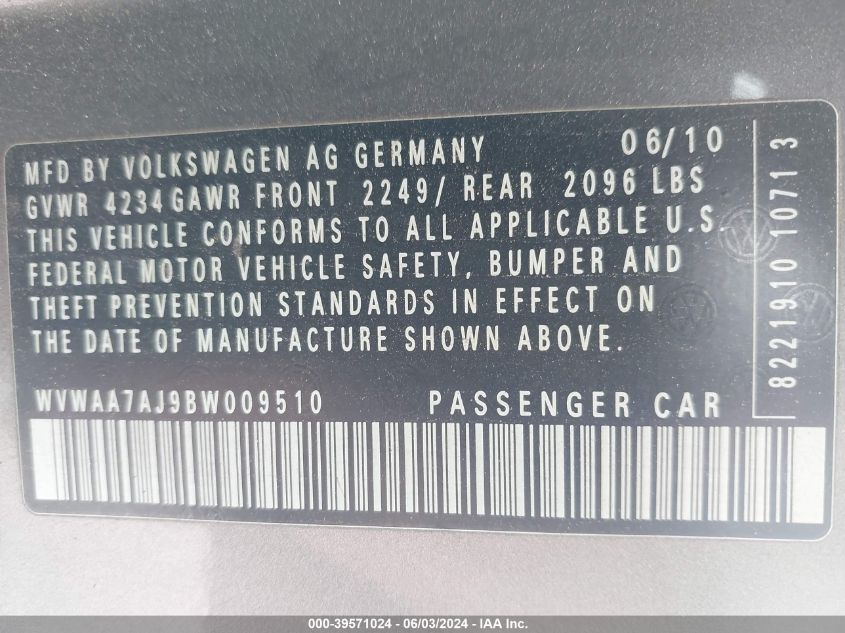 MFD BY VOLKSWAGEN AG GERMANY 06/10
GVWR 4234 GAWR FRONT 2249/ REAR 2096 LBS
THIS VEHICLE CONFORMS TO ALL APPLICABLE U.S.
FEDERAL MOTOR VEHICLE SAFETY, BUMPER AND
THEFT PREVENTION STANDARDS IN EFFECT ON
THE DATE OF MANUFACTURE SHOWN ABOVE.
WVWAA7AJ9BW009510 PASSENGER CAR
8221910 1071 3
000-39571024 - 06/03/2024 - IAA Inc.